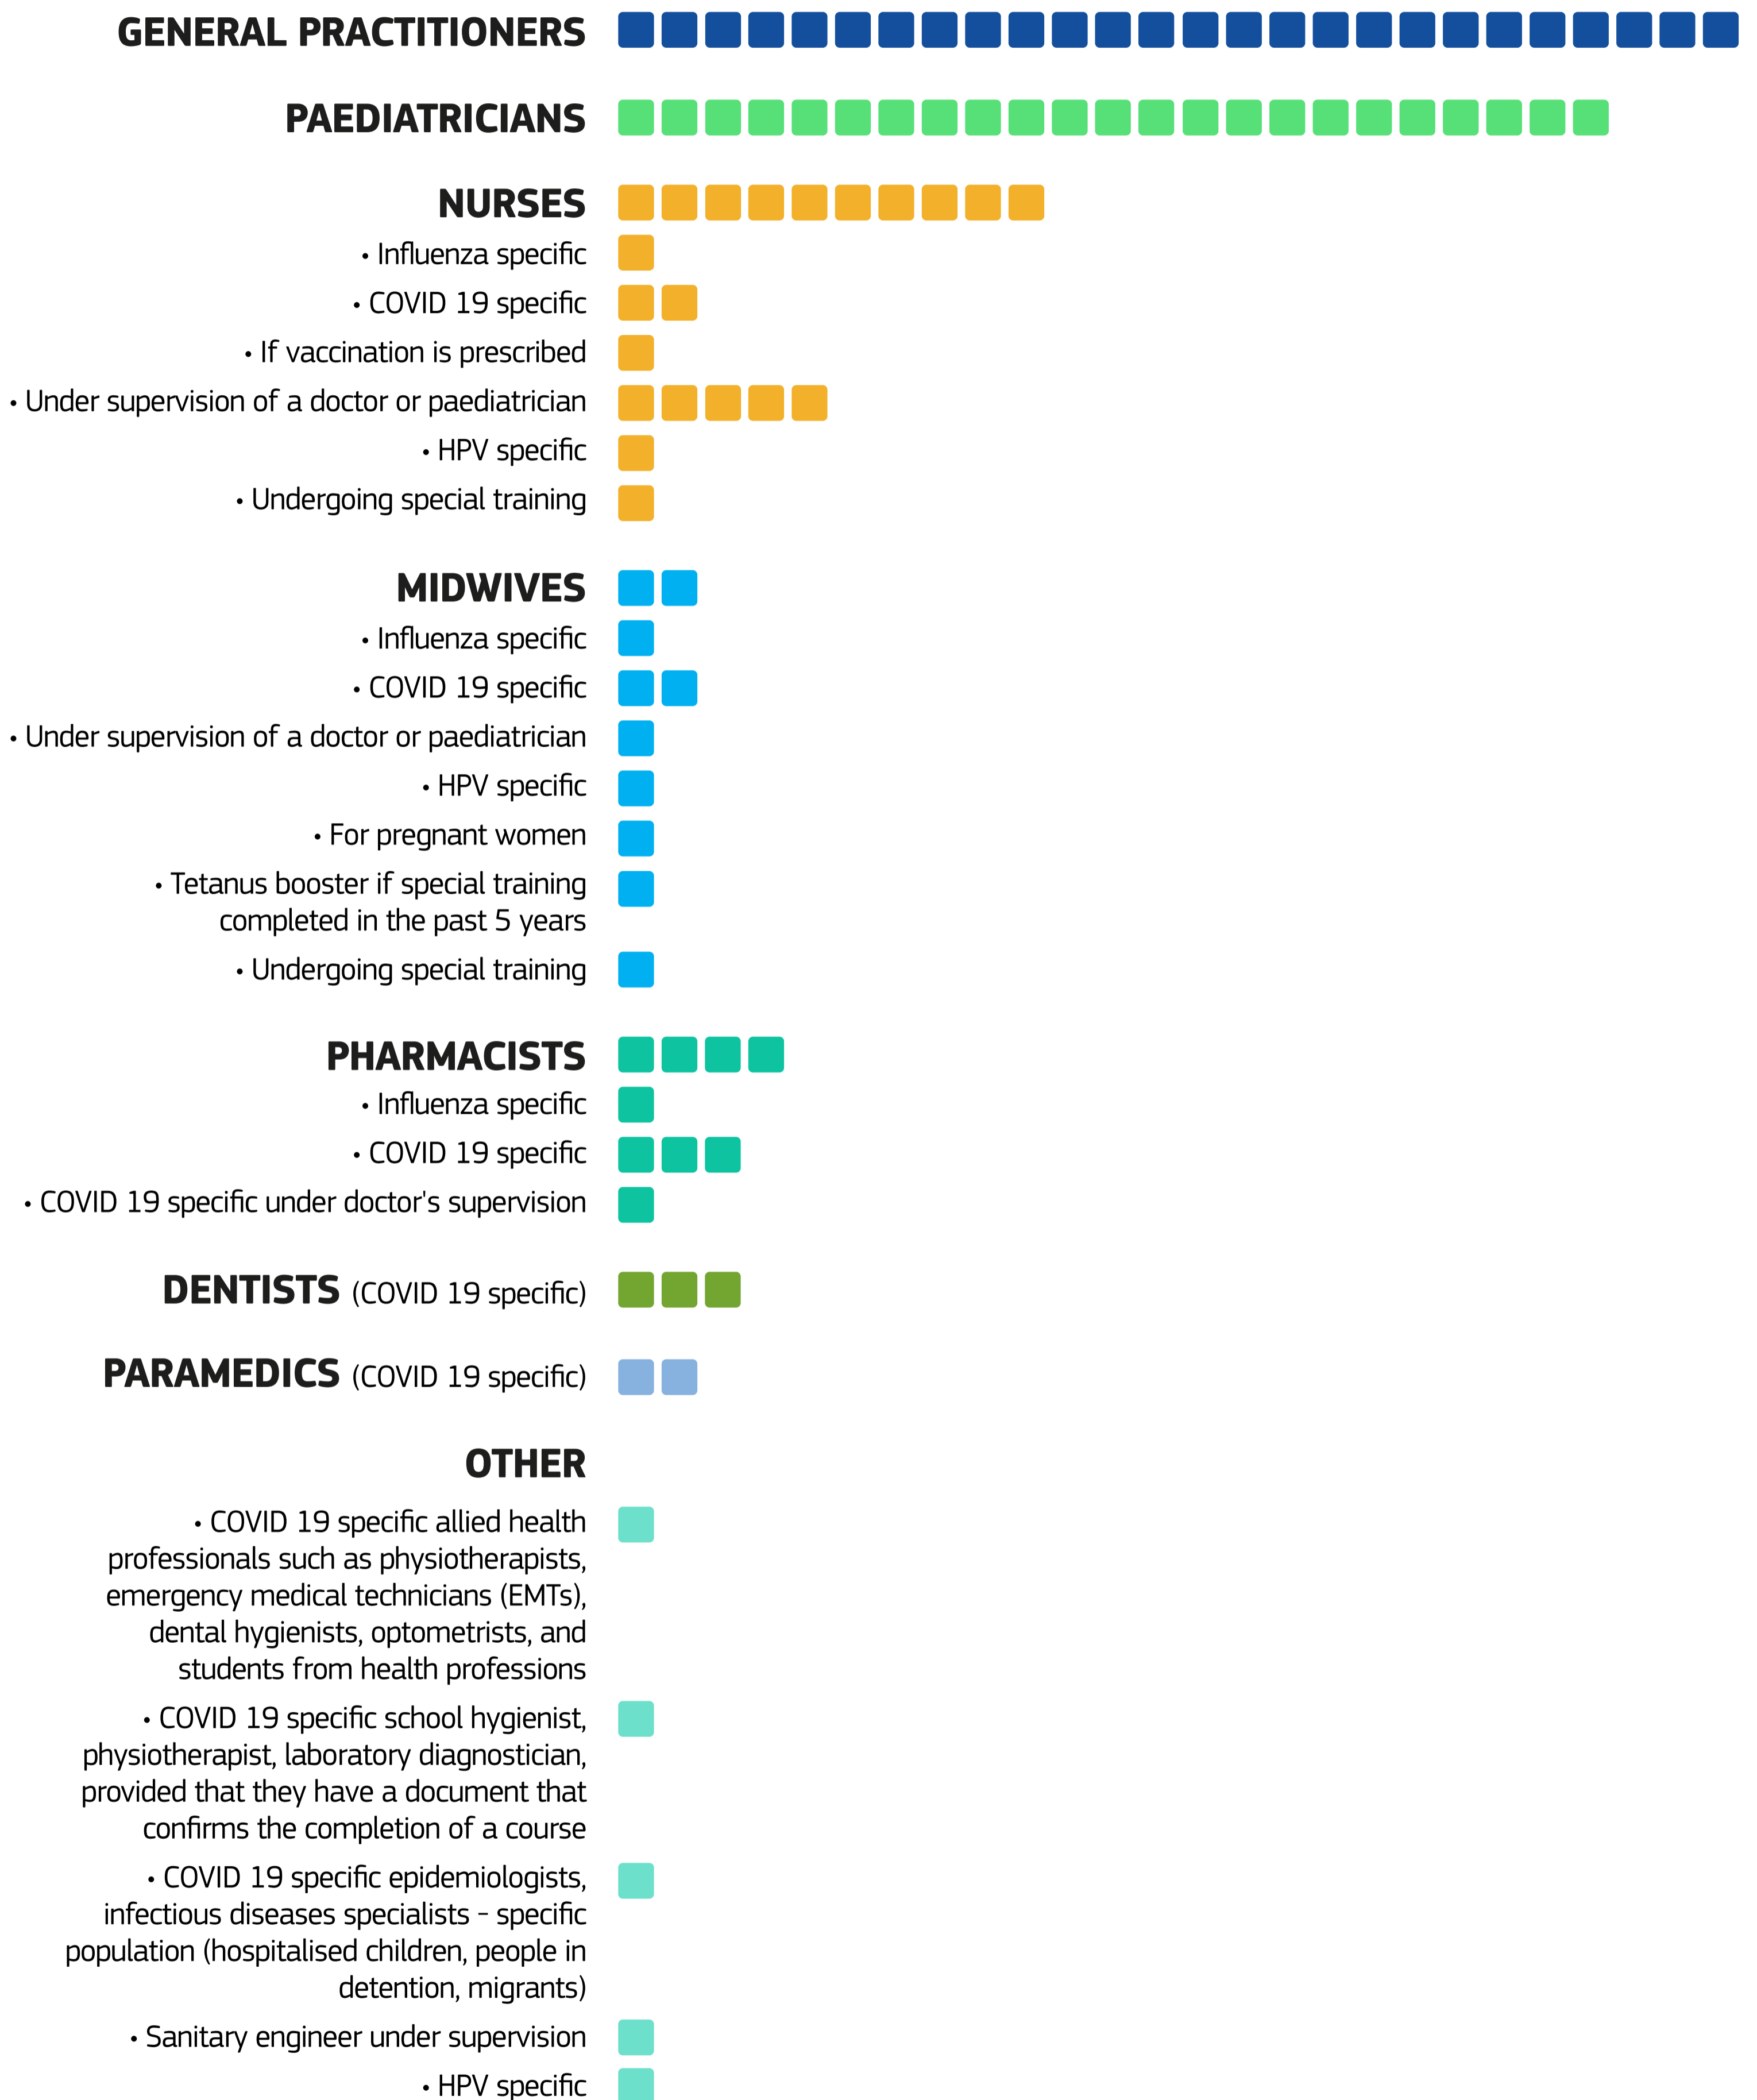 GENERAL PRACTITIONERS
PAEDIATRICIANS
NURSES
• Influenza specific
• COVID 19 specific
• If vaccination is prescribed
• Under supervision of a doctor or paediatrician
• HPV specific
• Undergoing special training
MIDWIVES
• Influenza specific
• COVID 19 specific
• Under supervision of a doctor or paediatrician
• HPV specific
• For pregnant women
• Tetanus booster if special training
completed in the past 5 years
• Undergoing special training
PHARMACISTS
• Influenza specific
• COVID 19 specific
• COVID 19 specific under doctor's supervision
DENTISTS (COVID 19 specific)
PARAMEDICS (COVID 19 specific)
OTHER
• COVID 19 specific allied health
professionals such as physiotherapists,
emergency medical technicians (EMTs),
dental hygienists, optometrists, and
students from health professions
• COVID 19 specific school hygienist,
physiotherapist, laboratory diagnostician,
provided that they have a document that
confirms the completion of a course
• COVID 19 specific epidemiologists,
infectious diseases specialists - specific
population (hospitalised children, people in
detention, migrants)
• Sanitary engineer under supervision
• HPV specific